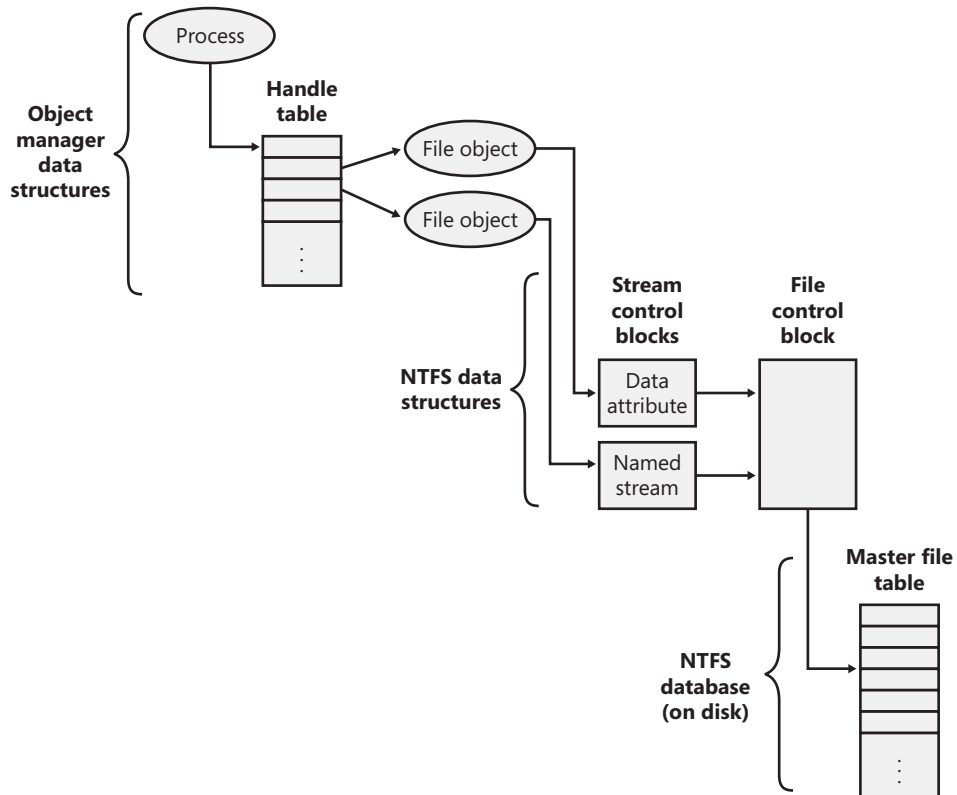 Process
Handle
table
Object
manager
data
structures
File object
File object
Stream
control
blocks
File
control
block
NTFS data
structures
Data
attribute
Named
stream
Master file
table
NTFS
database
(on disk)